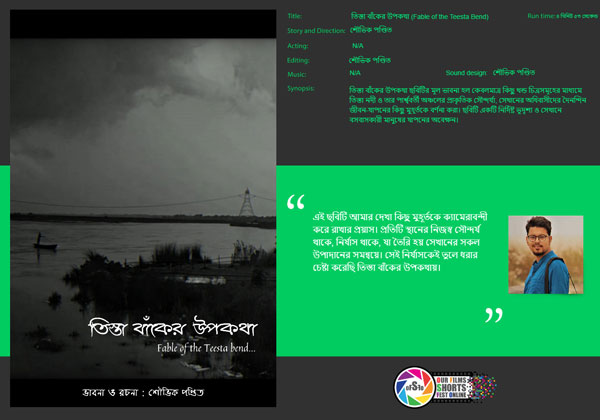 তিস্তা বাঁকের উপকথা
Fable of the Teesta bend...
ভাবনা ও রচনা : শৌভিক পণ্ডিত
Title: তিস্তা বাঁকের উপকথা (Fable of the Teesta Bend) Run time:
Story and Direction: শৌভিক পণ্ডিত
Acting: N/A
Editing: শৌভিক পণ্ডিত
Music: N/A Sound design শৌভিক পণ্ডিত
Synopsis: তিস্তা বাঁকের উপকথা ছবিটির মূল ভাবনা হল কেবলমাত্র কিছু খন্ড চিত্রসমূহের মাধ্যমে
তিস্তা নদী ও তার পার্শ্ববর্তী অঞ্চলের প্রাকৃতিক সৌন্দর্য্য, সেখানের অধিবাসীদের দৈনন্দিন
জীবন-যাপনের কিছু মুহূর্তকে বর্ণনা করা। ছবিটি একটি নির্দিষ্ট ভূদৃশ্য ও সেখানে
বসবাসকারী মানুষের যাপনের অন্বেষন।
“
এই ছবিটি আমার দেখা কিছু মুহূর্তকে ক্যামেরাবন্দী
করে রাখার প্রয়াস। প্রতিটি স্থানের নিজস্ব সৌন্দর্য
থাকে, নির্যাস থাকে, যা তৈরি হয় সেখানের সকল
উপাদানের সমন্বয়ে। সেই নির্যাসকেই তুলে ধরার
চেষ্টা করেছি তিস্তা বাঁকের উপকথায়।
”
OUR FILMS
SHORTS
FEST ONLINE